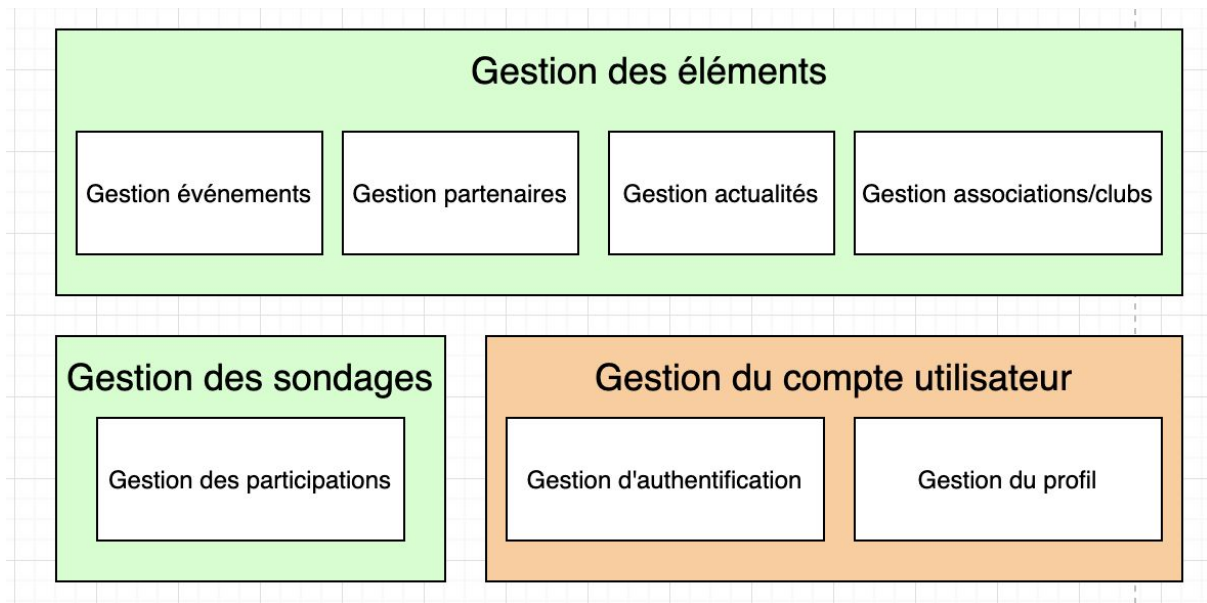 Gestion des éléments
Gestion événements
Gestion partenaires
Gestion actualités
Gestion associations/clubs
Gestion des sondages
Gestion des participations
Gestion du compte utilisateur
Gestion d'authentification
Gestion du profil